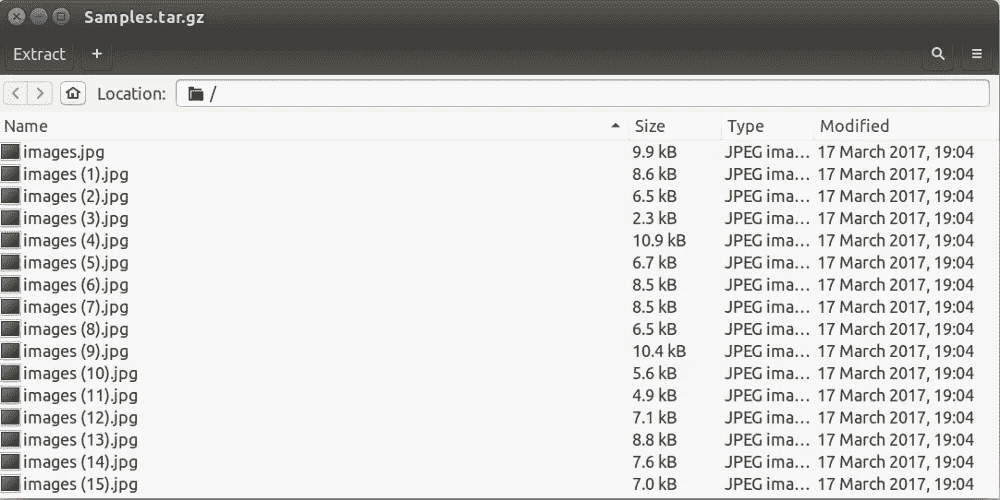 Samples.tar.gz
Extract +
Location: /
Name Size Type Modified
images.jpg 9.9 kB JPEG ima... 17 March 2017, 19:04
images (1).jpg 8.6 kB JPEG ima... 17 March 2017, 19:04
images (2).jpg 6.5 kB JPEG ima... 17 March 2017, 19:04
images (3).jpg 2.3 kB JPEG ima... 17 March 2017, 19:04
images (4).jpg 10.9 kB JPEG ima... 17 March 2017, 19:04
images (5).jpg 6.7 kB JPEG ima... 17 March 2017, 19:04
images (6).jpg 8.5 kB JPEG ima... 17 March 2017, 19:04
images (7).jpg 8.5 kB JPEG ima... 17 March 2017, 19:04
images (8).jpg 6.5 kB JPEG ima... 17 March 2017, 19:04
images (9).jpg 10.4 kB JPEG ima... 17 March 2017, 19:04
images (10).jpg 5.6 kB JPEG ima... 17 March 2017, 19:04
images (11).jpg 4.9 kB JPEG ima... 17 March 2017, 19:04
images (12).jpg 7.1 kB JPEG ima... 17 March 2017, 19:04
images (13).jpg 8.8 kB JPEG ima... 17 March 2017, 19:04
images (14).jpg 7.6 kB JPEG ima... 17 March 2017, 19:04
images (15).jpg 7.0 kB JPEG ima... 17 March 2017, 19:04